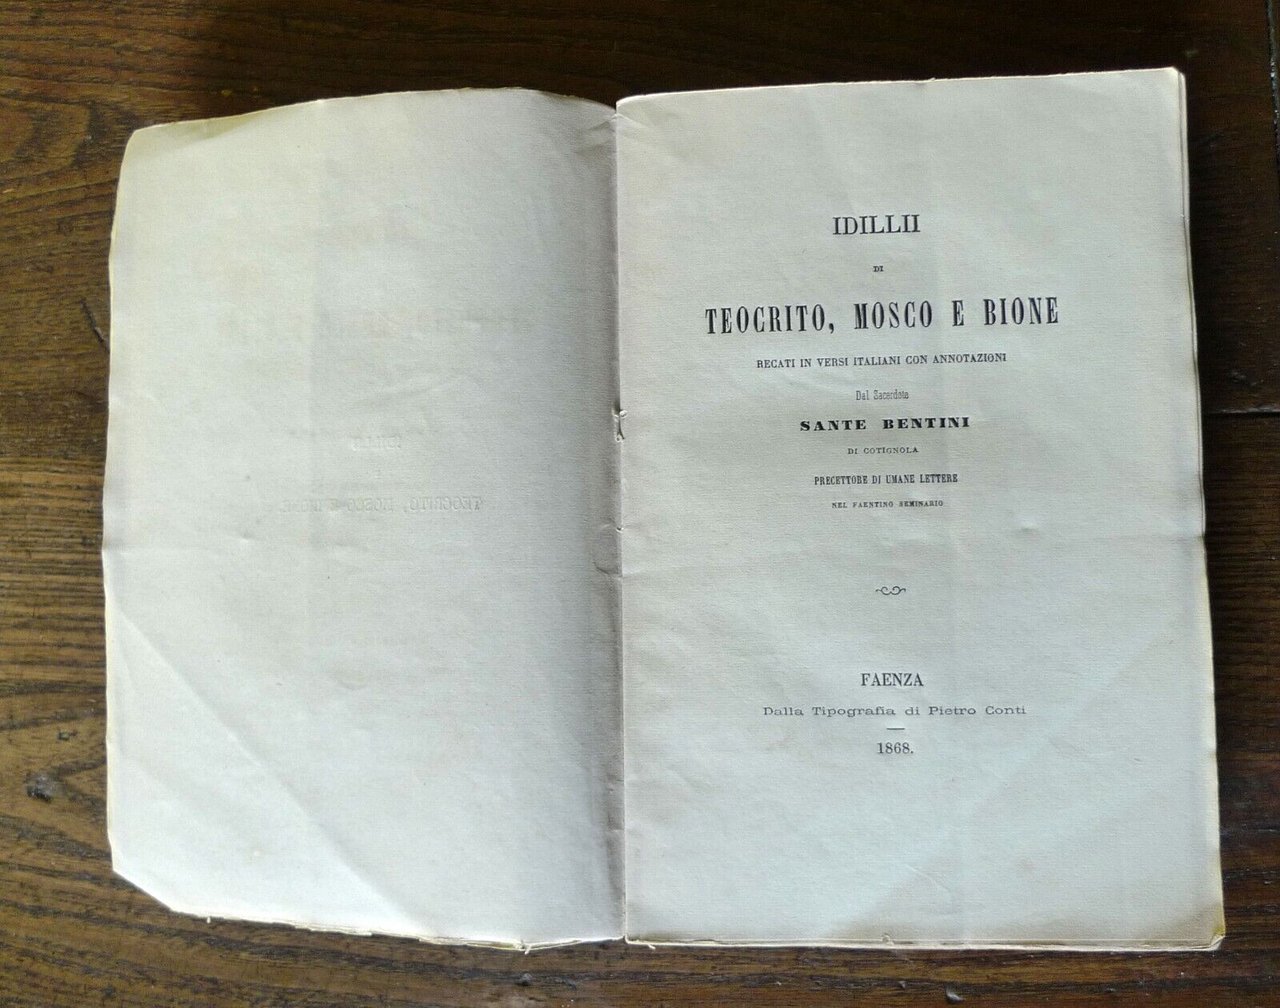 IDILLII
DI
TEOCRITO, MOSCO E BIONE
RECATI IN VERSI ITALIANI CON ANNOTAZIONI
Dal Sacerdote
SANTE BENTINI
DI COTIGNOLA
PRECETTORE DI UMANE LETTERE
NEL FAENTINO SEMINARIO
FAENZA
Dalla Tipografia di Pietro Conti
1868.